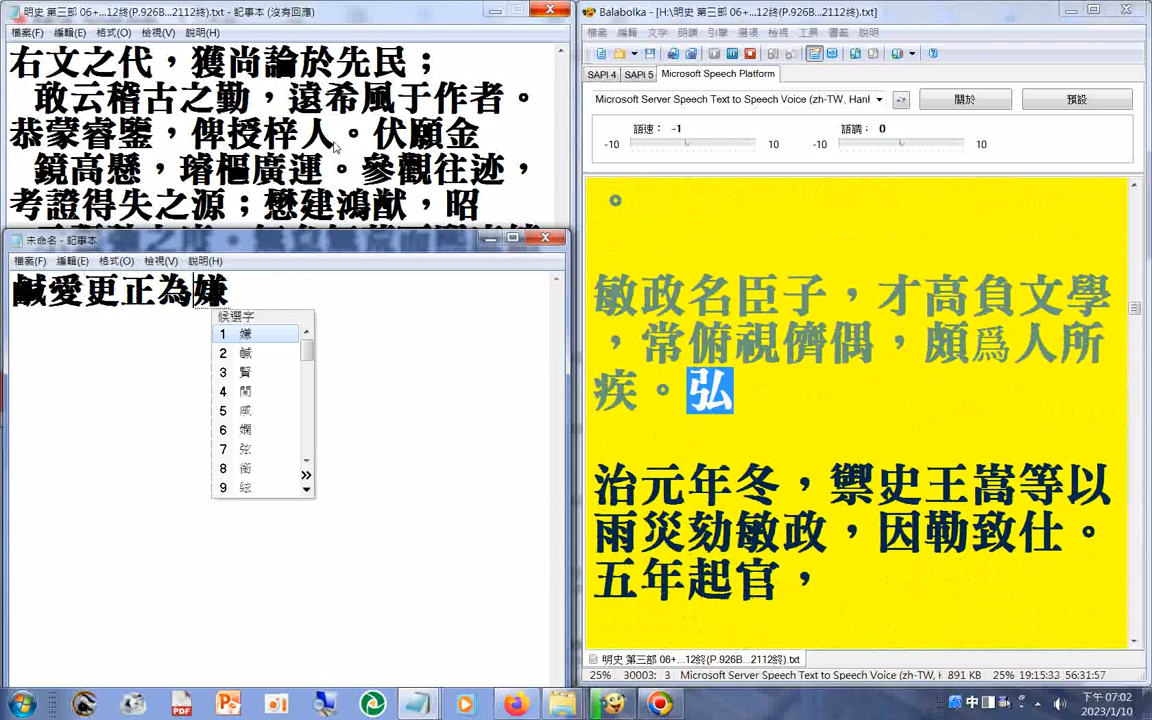 明史 第三部 06+...12終(P.926B...2112終).txt - 記事本 (沒有回應)
檔案(F) 編輯(E) 格式(O) 檢視(V) 說明(H)
右文之代，獲尚論於先民；
敢云稽古之勤，遠希風于作者。
恭蒙睿鑒，俾授梓人。伏願金
鏡高懸，璿樞廣運。參觀往迹，
考證得失之源；懋建鴻猷，昭
未命名 - 記事本
檔案(F) 編輯(E) 格式(O) 檢視(V) 說明(H)
鹹愛更正為嫌
候選字
1 嫌
2 鹹
3 賢
4 閒
5 咸
6 嫻
7 弦
8 銜
9 絃
Balabolka - [H:\明史 第三部 06+...12終(P.926B...2112終).txt]
檔案 編輯 文字 朗讀 引擎 選項 檢視 工具 書籤 說明
SAPI 4 SAPI 5 Microsoft Speech Platform
Microsoft Server Speech Text to Speech Voice (zh-TW, Hanl
關於 預設
語速： -1 語調： 0
-10 10 -10 10
。
敏政名臣子，才高負文學
，常俯視儕偶，頗爲人所
疾。弘
治元年冬，禦史王嵩等以
雨災劾敏政，因勒致仕。
五年起官，
明史 第三部 06+...12終(P.926B...2112終).txt
25% 30003: 3 Microsoft Server Speech Text to Speech Voice (zh-TW, H 891 KB 25% 19:15:33 56:31:57
中
下午 07:02
2023/1/10